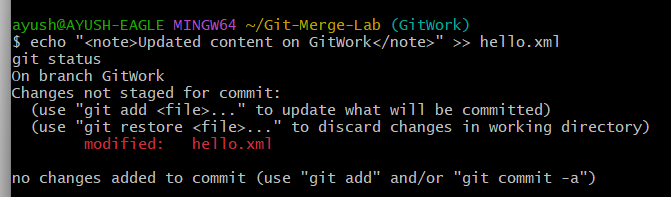 ayush@AYUSH-EAGLE MINGW64 ~/Git-Merge-Lab (GitWork)
$ echo "<note>Updated content on GitWork</note>" >> hello.xml
git status
On branch GitWork
Changes not staged for commit:
  (use "git add <file>..." to update what will be committed)
  (use "git restore <file>..." to discard changes in working directory)
        modified:   hello.xml

no changes added to commit (use "git add" and/or "git commit -a")